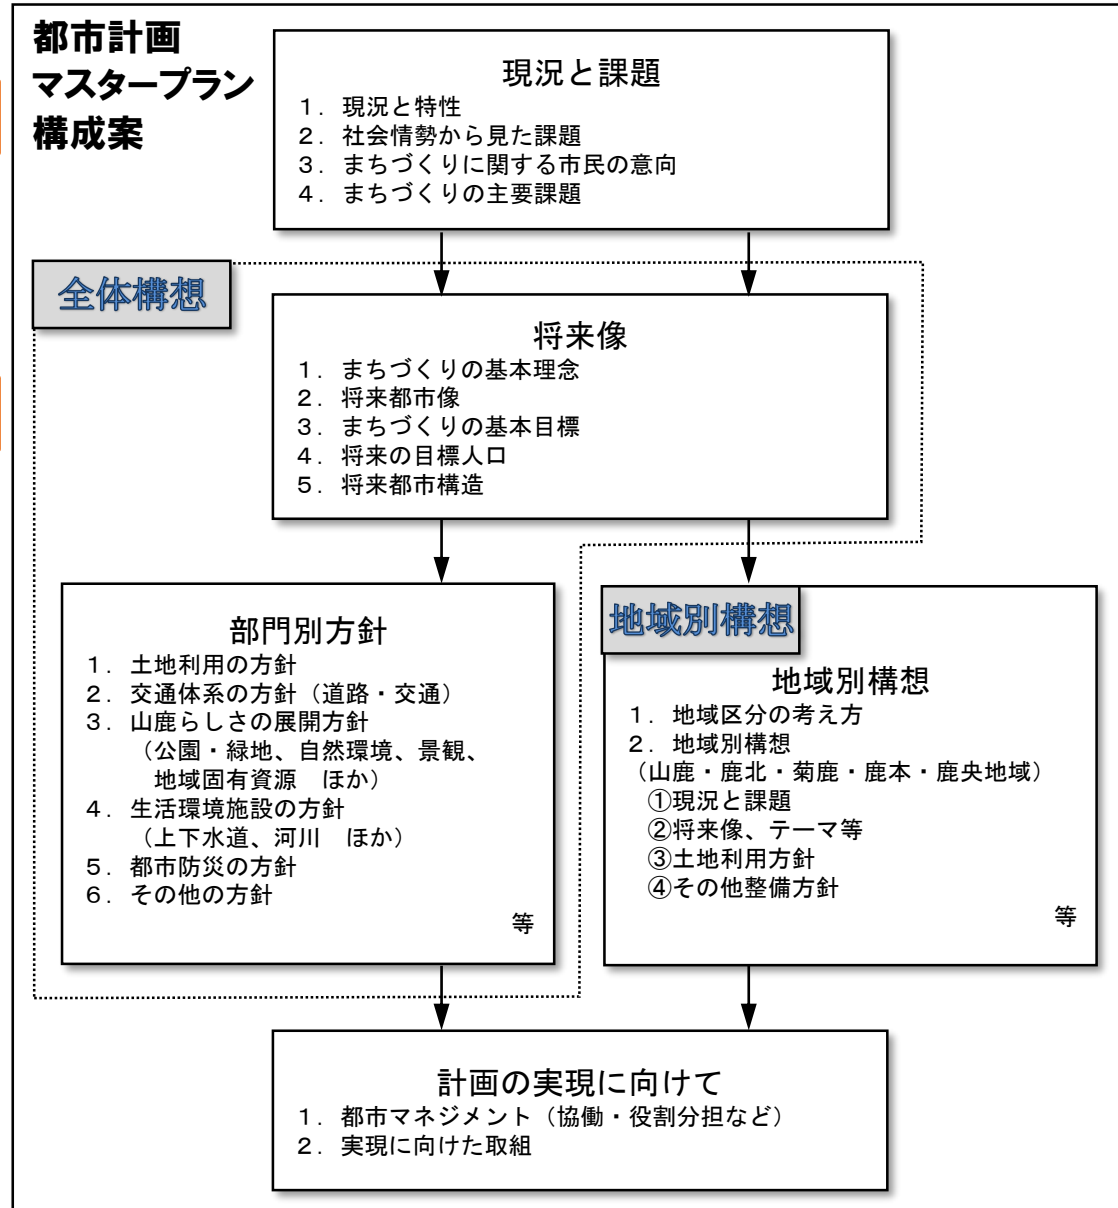 都市計画
マスタープラン
構成案
現況と課題
1．現況と特性
2．社会情勢から見た課題
3．まちづくりに関する市民の意向
4．まちづくりの主要課題
全体構想
将来像
1．まちづくりの基本理念
2．将来都市像
3．まちづくりの基本目標
4．将来の目標人口
5．将来都市構造
部門別方針
1．土地利用の方針
2．交通体系の方針（道路・交通）
3．山鹿らしさの展開方針
（公園・緑地、自然環境、景観、
地域固有資源　ほか）
4．生活環境施設の方針
（上下水道、河川　ほか）
5．都市防災の方針
6．その他の方針
等
地域別構想
地域別構想
1．地域区分の考え方
2．地域別構想
（山鹿・鹿北・菊鹿・鹿本・鹿央地域）
①現況と課題
②将来像、テーマ等
③土地利用方針
④その他整備方針
等
計画の実現に向けて
1．都市マネジメント（協働・役割分担など）
2．実現に向けた取組